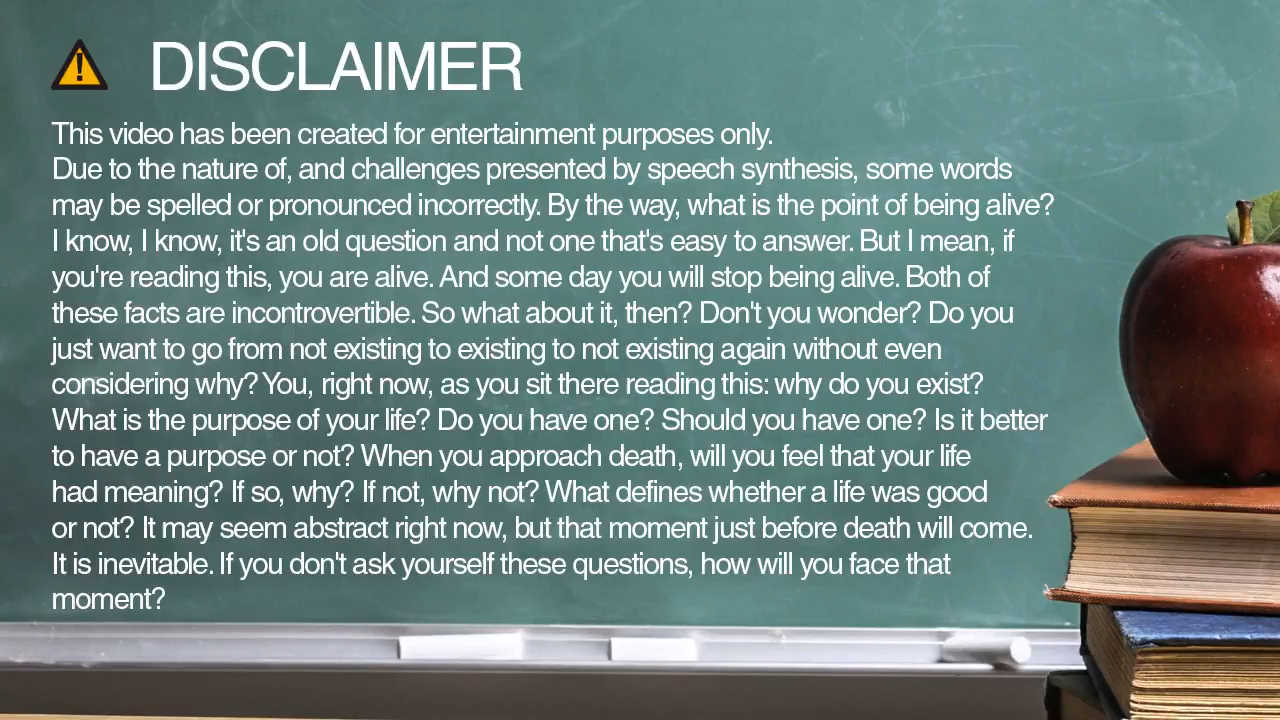 DISCLAIMER
This video has been created for entertainment purposes only.
Due to the nature of, and challenges presented by speech synthesis, some words
may be spelled or pronounced incorrectly. By the way, what is the point of being alive?
I know, I know, it's an old question and not one that's easy to answer. But I mean, if
you're reading this, you are alive. And some day you will stop being alive. Both of
these facts are incontrovertible. So what about it, then? Don't you wonder? Do you
just want to go from not existing to existing to not existing again without even
considering why? You, right now, as you sit there reading this: why do you exist?
What is the purpose of your life? Do you have one? Should you have one? Is it better
to have a purpose or not? When you approach death, will you feel that your life
had meaning? If so, why? If not, why not? What defines whether a life was good
or not? It may seem abstract right now, but that moment just before death will come.
It is inevitable. If you don't ask yourself these questions, how will you face that
moment?